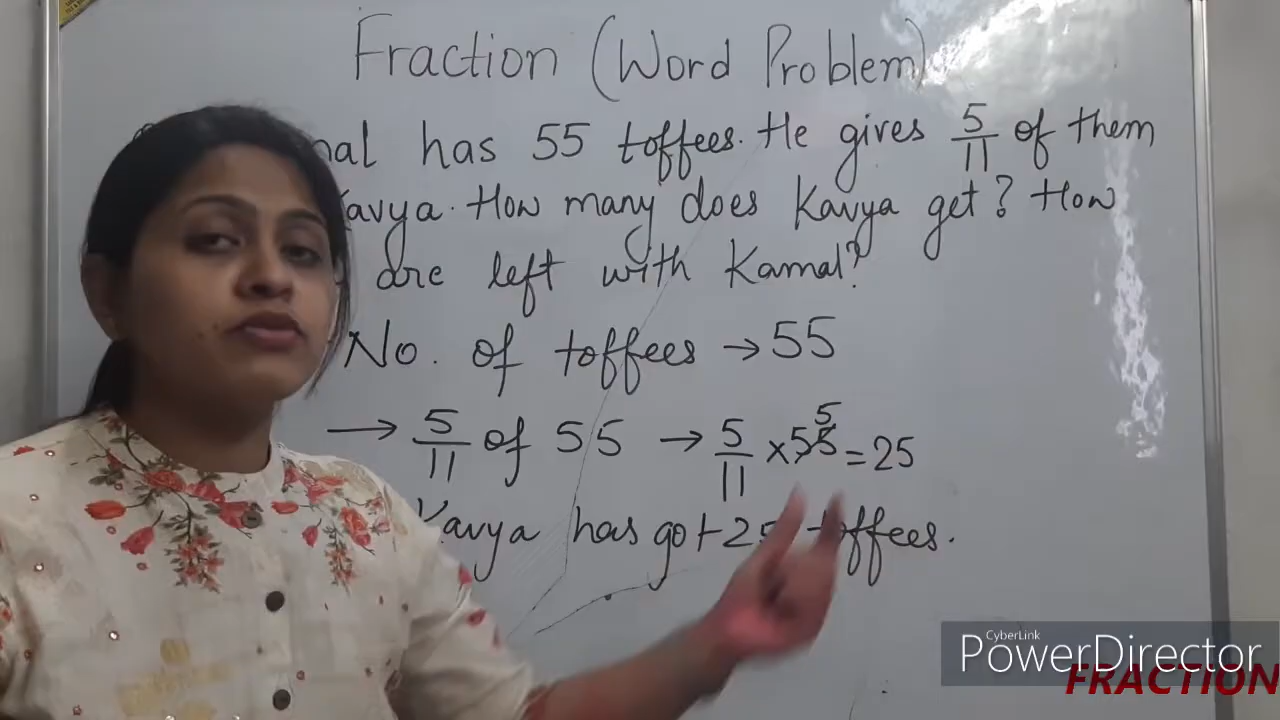 Fraction (Word Problem)
has 55 toffees. He gives 5/11 of them
How many does Kavya get? How
are left with Kamal?
No. of toffees → 55
→ 5/11 of 55 → 5/11 × 55 5 = 25
Kavya has got 25 toffees.
CyberLink
PowerDirector
FRACTION